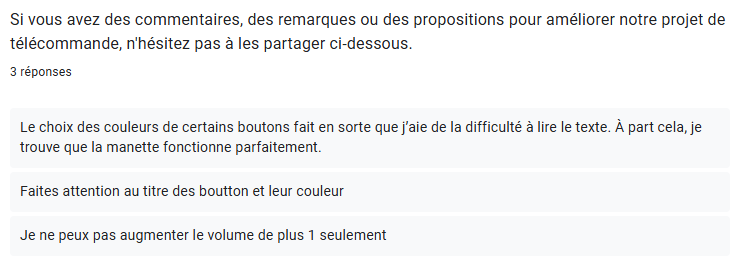 Si vous avez des commentaires, des remarques ou des propositions pour améliorer notre projet de
télécommande, n'hésitez pas à les partager ci-dessous.
3 réponses
Le choix des couleurs de certains boutons fait en sorte que j’aie de la difficulté à lire le texte. À part cela, je
trouve que la manette fonctionne parfaitement.
Faites attention au titre des boutton et leur couleur
Je ne peux pas augmenter le volume de plus 1 seulement